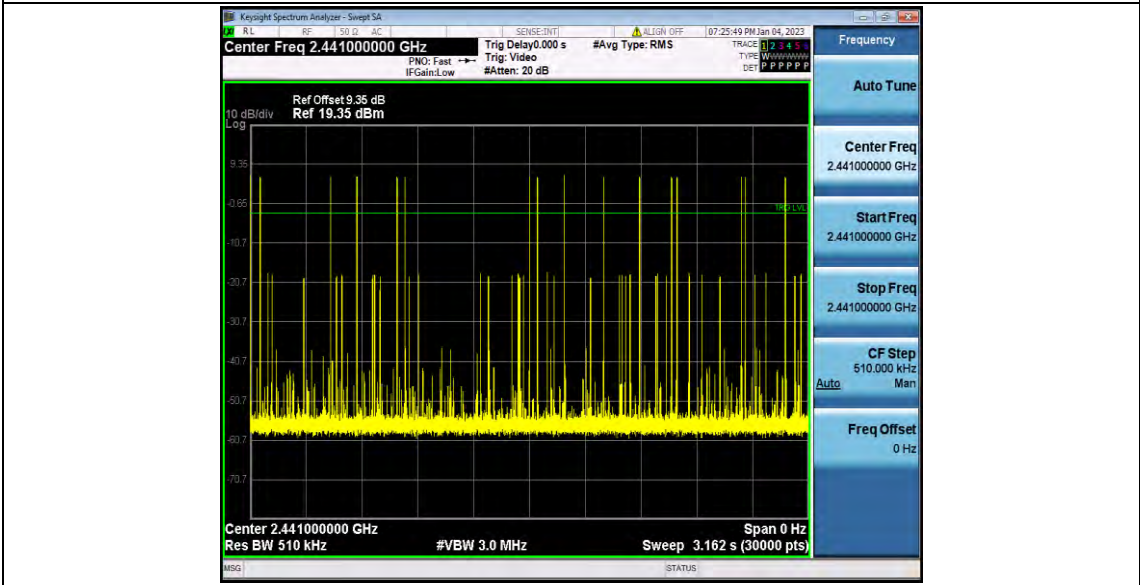 Keysight Spectrum Analyzer - Swept SA
RL RF 50 Ω AC SENSE:INT ALIGN OFF 07:25:49 PM Jan 04, 2023
Center Freq 2.441000000 GHz
PNO: Fast
IFGain:Low
Trig Delay0.000 s
Trig: Video
#Atten: 20 dB
#Avg Type: RMS
TRACE 1 2 3 4 5 6
TYPE W
DET P P P P P P
Frequency
Auto Tune
Center Freq
2.441000000 GHz
Start Freq
2.441000000 GHz
Stop Freq
2.441000000 GHz
CF Step
510.000 kHz
Auto Man
Freq Offset
0 Hz
Ref Offset 9.35 dB
10 dB/div Ref 19.35 dBm
Log
9.35
-0.65
TRIG LVL
-10.7
-20.7
-30.7
-40.7
-50.7
-60.7
-70.7
Center 2.441000000 GHz Span 0 Hz
Res BW 510 kHz #VBW 3.0 MHz Sweep 3.162 s (30000 pts)
MSG STATUS